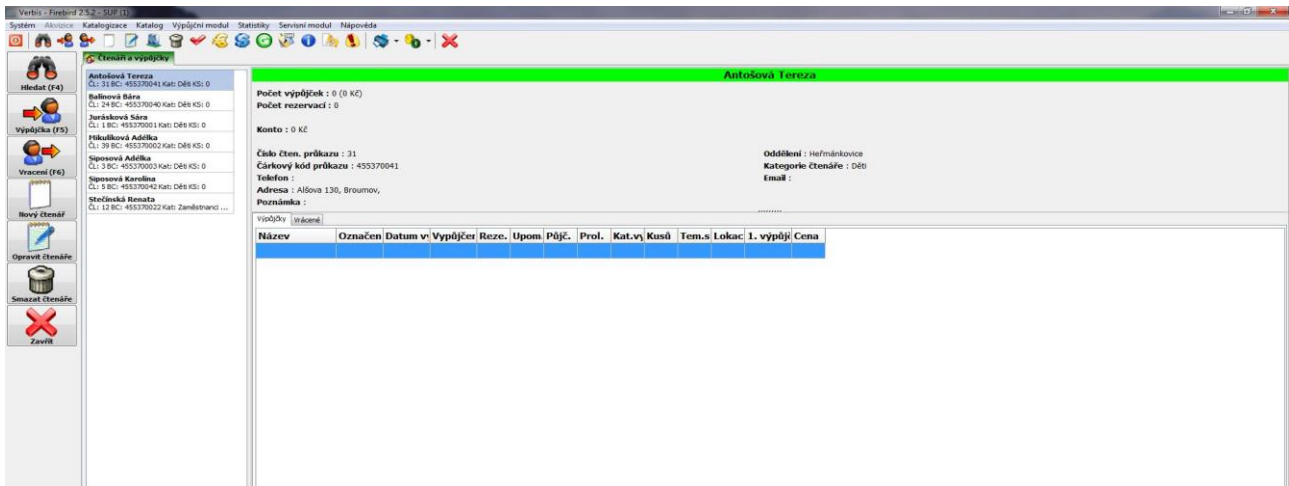 Verbis - Firebird 2.5.2 - SUP (1)
Systém Akvizice Katalogizace Katalog Výpůjční modul Statistiky Servisní modul Nápověda
Čtenáři a výpůjčky
Hledat (F4)
Výpůjčka (F5)
Vracení (F6)
Nový čtenář
Opravit čtenáře
Smazat čtenáře
Zavřít
Antošová Tereza
ČL: 31 BC: 455370041 Kat: Děti KS: 0
Balinová Bára
ČL: 24 BC: 455370040 Kat: Děti KS: 0
Jurásková Sára
ČL: 1 BC: 455370001 Kat: Děti KS: 0
Mikulíková Adélka
ČL: 39 BC: 455370002 Kat: Děti KS: 0
Siposová Adélka
ČL: 3 BC: 455370003 Kat: Děti KS: 0
Siposová Karolína
ČL: 5 BC: 455370042 Kat: Děti KS: 0
Stečínská Renata
ČL: 12 BC: 455370022 Kat: Zaměstnanci ...
Antošová Tereza
Počet výpůjček : 0 (0 Kč)
Počet rezervací : 0
Konto : 0 Kč
Číslo čten. průkazu : 31
Oddělení : Heřmánkovice
Čárkový kód průkazu : 455370041
Kategorie čtenáře : Děti
Telefon :
Email :
Adresa : Alšova 130, Broumov,
Poznámka :
Výpůjčky Vrácené
Název Označen Datum vy Vypůjčer Reze. Upom. Půjč. Prol. Kat.vy Kusů Tem.s Lokac 1. výpůji Cena